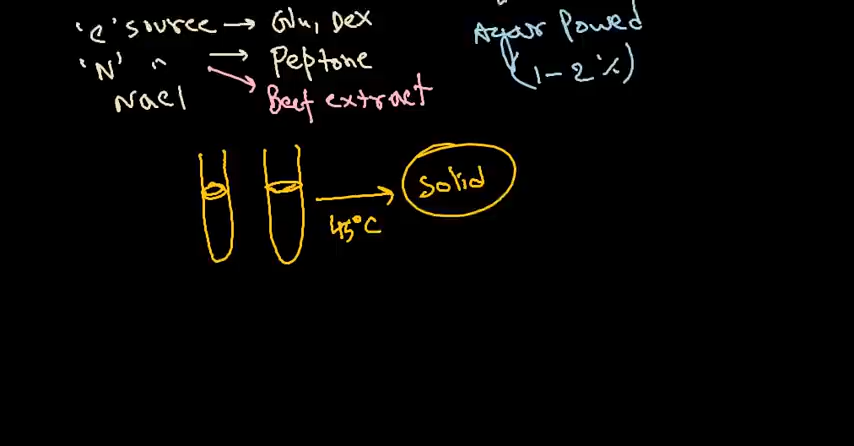 'C' source → Glu, Dex
'N' " → Peptone
Nacl Beef extract
Agar Powed
(1-2%)
Solid
45°C